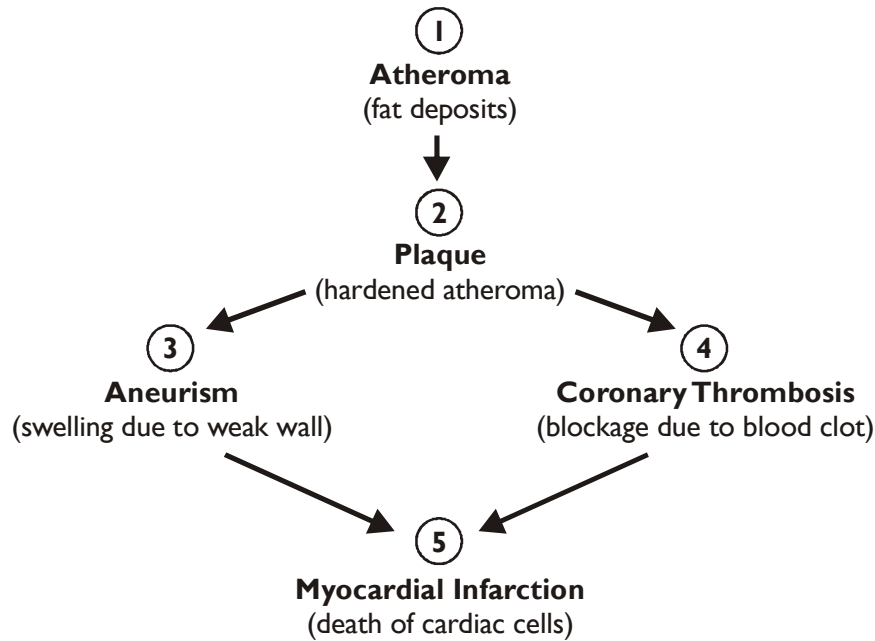 1
Atheroma
(fat deposits)
2
Plaque
(hardened atheroma)
3
Aneurism
(swelling due to weak wall)
4
Coronary Thrombosis
(blockage due to blood clot)
5
Myocardial Infarction
(death of cardiac cells)